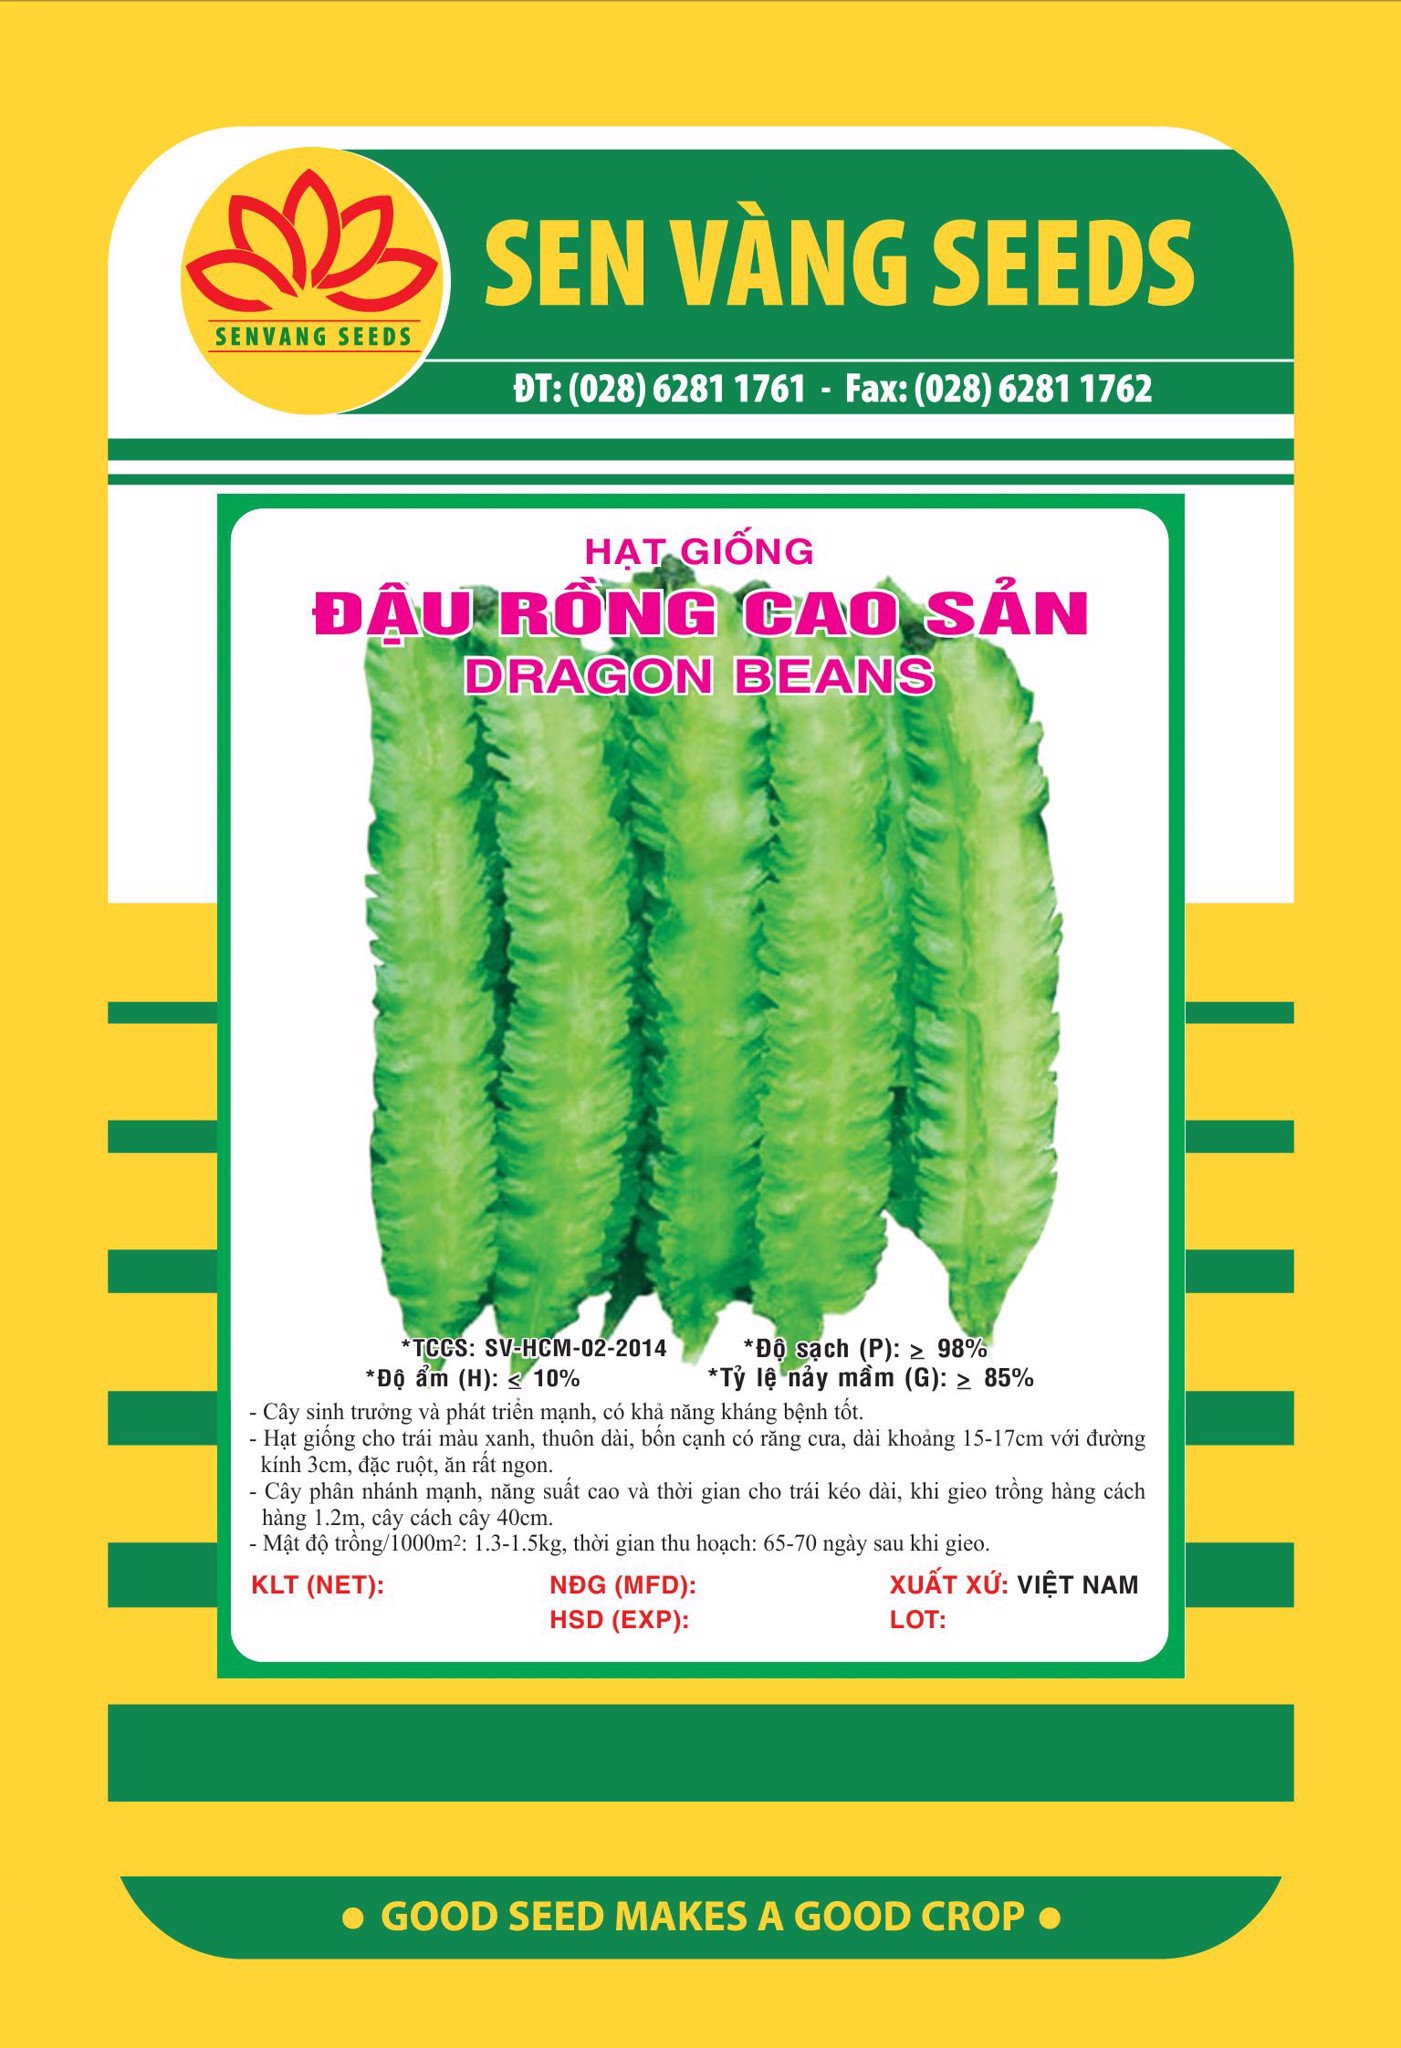 SENVANG SEEDS
SEN VÀNG SEEDS
ĐT: (028) 6281 1761 - Fax: (028) 6281 1762
HẠT GIỐNG
ĐẬU RỒNG CAO SẢN
DRAGON BEANS
*TCCS: SV-HCM-02-2014 *Độ sạch (P): ≥ 98%
*Độ ẩm (H): ≤ 10% *Tỷ lệ nảy mầm (G): ≥ 85%
- Cây sinh trưởng và phát triển mạnh, có khả năng kháng bệnh tốt.
- Hạt giống cho trái màu xanh, thuôn dài, bốn cạnh có răng cưa, dài khoảng 15-17cm với đường
kính 3cm, đặc ruột, ăn rất ngon.
- Cây phân nhánh mạnh, năng suất cao và thời gian cho trái kéo dài, khi gieo trồng hàng cách
hàng 1.2m, cây cách cây 40cm.
- Mật độ trồng/1000m²: 1.3-1.5kg, thời gian thu hoạch: 65-70 ngày sau khi gieo.
KLT (NET): NĐG (MFD): XUẤT XỨ: VIỆT NAM
HSD (EXP): LOT:
● GOOD SEED MAKES A GOOD CROP ●